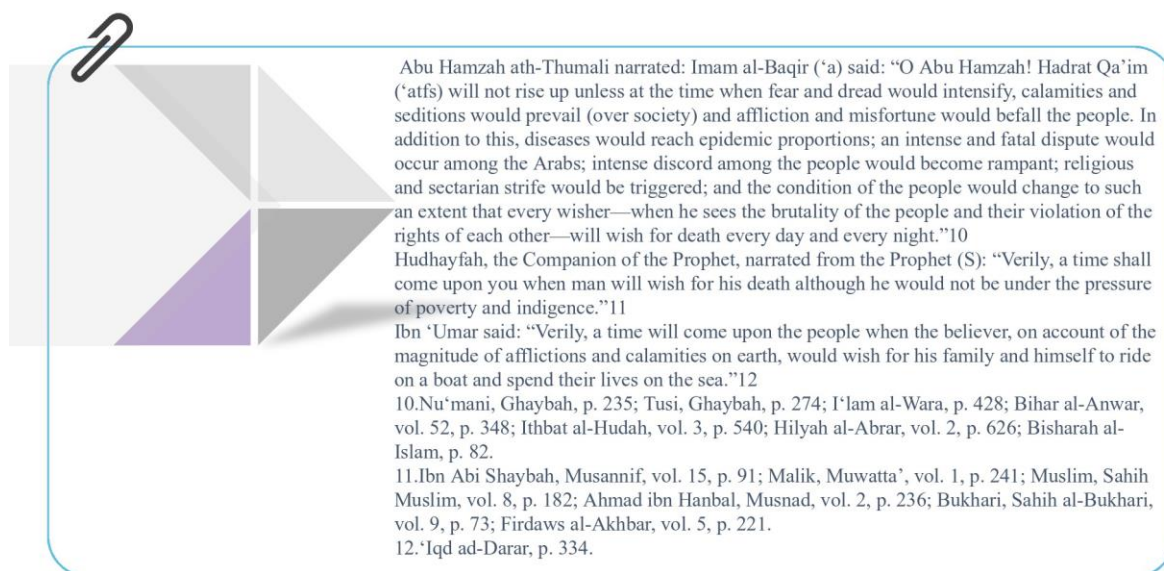 Abu Hamzah ath-Thumali narrated: Imam al-Baqir (‘a) said: “O Abu Hamzah! Hadrat Qa’im
(‘atfs) will not rise up unless at the time when fear and dread would intensify, calamities and
seditions would prevail (over society) and affliction and misfortune would befall the people. In
addition to this, diseases would reach epidemic proportions; an intense and fatal dispute would
occur among the Arabs; intense discord among the people would become rampant; religious
and sectarian strife would be triggered; and the condition of the people would change to such
an extent that every wisher—when he sees the brutality of the people and their violation of the
rights of each other—will wish for death every day and every night.”10
Hudhayfah, the Companion of the Prophet, narrated from the Prophet (S): “Verily, a time shall
come upon you when man will wish for his death although he would not be under the pressure
of poverty and indigence.”11
Ibn ‘Umar said: “Verily, a time will come upon the people when the believer, on account of the
magnitude of afflictions and calamities on earth, would wish for his family and himself to ride
on a boat and spend their lives on the sea.”12
10.Nu‘mani, Ghaybah, p. 235; Tusi, Ghaybah, p. 274; I‘lam al-Wara, p. 428; Bihar al-Anwar,
vol. 52, p. 348; Ithbat al-Hudah, vol. 3, p. 540; Hilyah al-Abrar, vol. 2, p. 626; Bisharah al-
Islam, p. 82.
11.Ibn Abi Shaybah, Musannif, vol. 15, p. 91; Malik, Muwatta’, vol. 1, p. 241; Muslim, Sahih
Muslim, vol. 8, p. 182; Ahmad ibn Hanbal, Musnad, vol. 2, p. 236; Bukhari, Sahih al-Bukhari,
vol. 9, p. 73; Firdaws al-Akhbar, vol. 5, p. 221.
12.‘Iqd ad-Darar, p. 334.